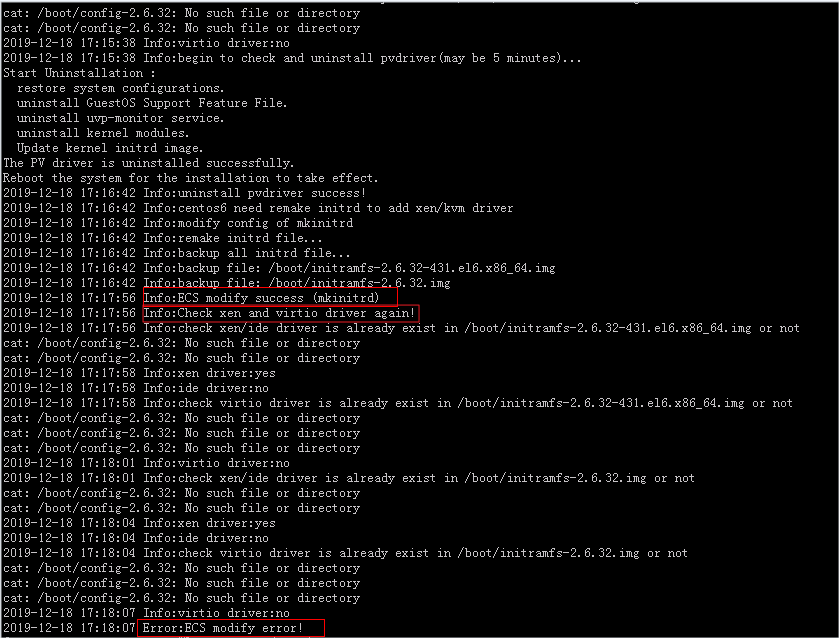 cat: /boot/config-2.6.32: No such file or directory
cat: /boot/config-2.6.32: No such file or directory
2019-12-18 17:15:38 Info:virtio driver:no
2019-12-18 17:15:38 Info:begin to check and uninstall pvdriver(may be 5 minutes)...
Start Uninstallation :
  restore system configurations.
  uninstall GuestOS Support Feature File.
  uninstall uvp-monitor service.
  uninstall kernel modules.
  Update kernel initrd image.
The PV driver is uninstalled successfully.
Reboot the system for the installation to take effect.
2019-12-18 17:16:42 Info:uninstall pvdriver success!
2019-12-18 17:16:42 Info:centos6 need remake initrd to add xen/kvm driver
2019-12-18 17:16:42 Info:modify config of mkinitrd
2019-12-18 17:16:42 Info:remake initrd file...
2019-12-18 17:16:42 Info:backup all initrd file...
2019-12-18 17:16:42 Info:backup file: /boot/initramfs-2.6.32-431.el6.x86_64.img
2019-12-18 17:16:42 Info:backup file: /boot/initramfs-2.6.32.img
2019-12-18 17:17:56 Info:ECS modify success (mkinitrd)
2019-12-18 17:17:56 Info:Check xen and virtio driver again!
2019-12-18 17:17:56 Info:check xen/ide driver is already exist in /boot/initramfs-2.6.32-431.el6.x86_64.img or not
cat: /boot/config-2.6.32: No such file or directory
cat: /boot/config-2.6.32: No such file or directory
2019-12-18 17:17:58 Info:xen driver:yes
2019-12-18 17:17:58 Info:ide driver:no
2019-12-18 17:17:58 Info:check virtio driver is already exist in /boot/initramfs-2.6.32-431.el6.x86_64.img or not
cat: /boot/config-2.6.32: No such file or directory
cat: /boot/config-2.6.32: No such file or directory
cat: /boot/config-2.6.32: No such file or directory
2019-12-18 17:18:01 Info:virtio driver:no
2019-12-18 17:18:01 Info:check xen/ide driver is already exist in /boot/initramfs-2.6.32.img or not
cat: /boot/config-2.6.32: No such file or directory
cat: /boot/config-2.6.32: No such file or directory
2019-12-18 17:18:04 Info:xen driver:yes
2019-12-18 17:18:04 Info:ide driver:no
2019-12-18 17:18:04 Info:check virtio driver is already exist in /boot/initramfs-2.6.32.img or not
cat: /boot/config-2.6.32: No such file or directory
cat: /boot/config-2.6.32: No such file or directory
cat: /boot/config-2.6.32: No such file or directory
2019-12-18 17:18:07 Info:virtio driver:no
2019-12-18 17:18:07 Error:ECS modify error!